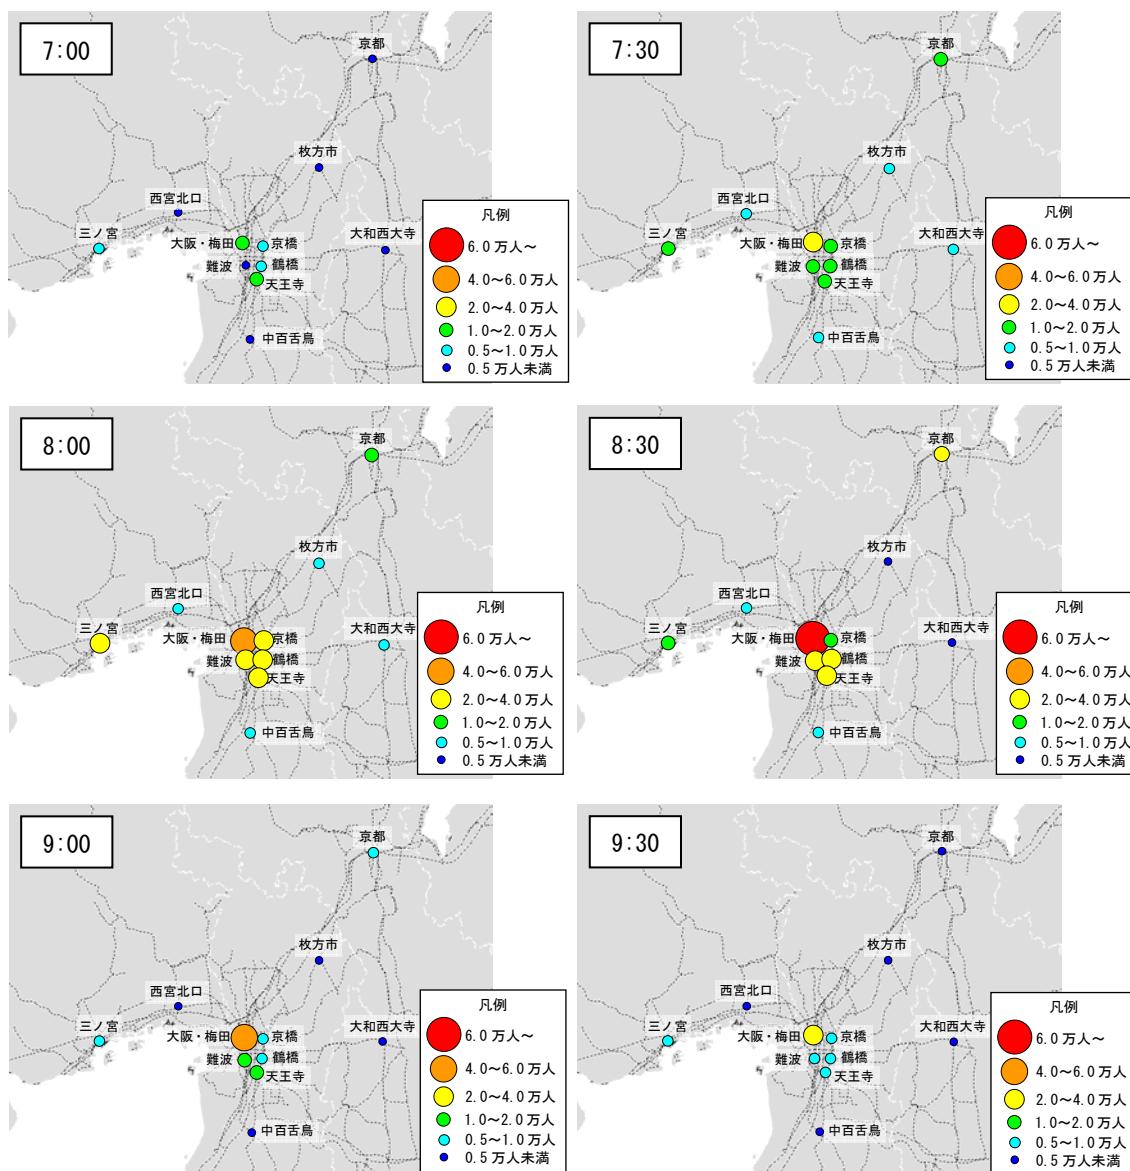 7:00
京都
枚方市
西宮北口
三ノ宮
大阪・梅田
京橋
大和西大寺
難波
鶴橋
天王寺
中百舌鳥
凡例
6.0万人～
4.0～6.0万人
2.0～4.0万人
1.0～2.0万人
0.5～1.0万人
0.5万人未満
7:30
京都
枚方市
西宮北口
三ノ宮
大阪・梅田
京橋
大和西大寺
難波
鶴橋
天王寺
中百舌鳥
凡例
6.0万人～
4.0～6.0万人
2.0～4.0万人
1.0～2.0万人
0.5～1.0万人
0.5万人未満
8:00
京都
枚方市
西宮北口
三ノ宮
大阪・梅田
京橋
大和西大寺
難波
鶴橋
天王寺
中百舌鳥
凡例
6.0万人～
4.0～6.0万人
2.0～4.0万人
1.0～2.0万人
0.5～1.0万人
0.5万人未満
8:30
京都
枚方市
西宮北口
三ノ宮
大阪・梅田
京橋
大和西大寺
難波
鶴橋
天王寺
中百舌鳥
凡例
6.0万人～
4.0～6.0万人
2.0～4.0万人
1.0～2.0万人
0.5～1.0万人
0.5万人未満
9:00
京都
枚方市
西宮北口
三ノ宮
大阪・梅田
京橋
大和西大寺
難波
鶴橋
天王寺
中百舌鳥
凡例
6.0万人～
4.0～6.0万人
2.0～4.0万人
1.0～2.0万人
0.5～1.0万人
0.5万人未満
9:30
京都
枚方市
西宮北口
三ノ宮
大阪・梅田
京橋
大和西大寺
難波
鶴橋
天王寺
中百舌鳥
凡例
6.0万人～
4.0～6.0万人
2.0～4.0万人
1.0～2.0万人
0.5～1.0万人
0.5万人未満